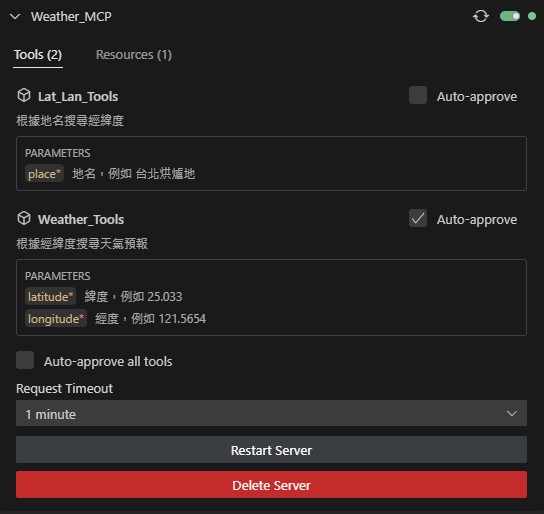 Weather_MCP
Tools (2) Resources (1)
Lat_Lan_Tools Auto-approve
根據地名搜尋經緯度
PARAMETERS
place* 地名，例如 台北烘爐地
Weather_Tools Auto-approve
根據經緯度搜尋天氣預報
PARAMETERS
latitude* 緯度，例如 25.033
longitude* 經度，例如 121.5654
Auto-approve all tools
Request Timeout
1 minute
Restart Server
Delete Server